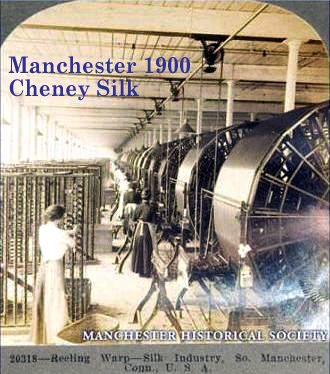 Manchester 1900
Cheney Silk
MANCHESTER HISTORICAL SOCIETY
20318—Reeling Warp—Silk Industry, So. Manchester,
Conn., U. S. A.